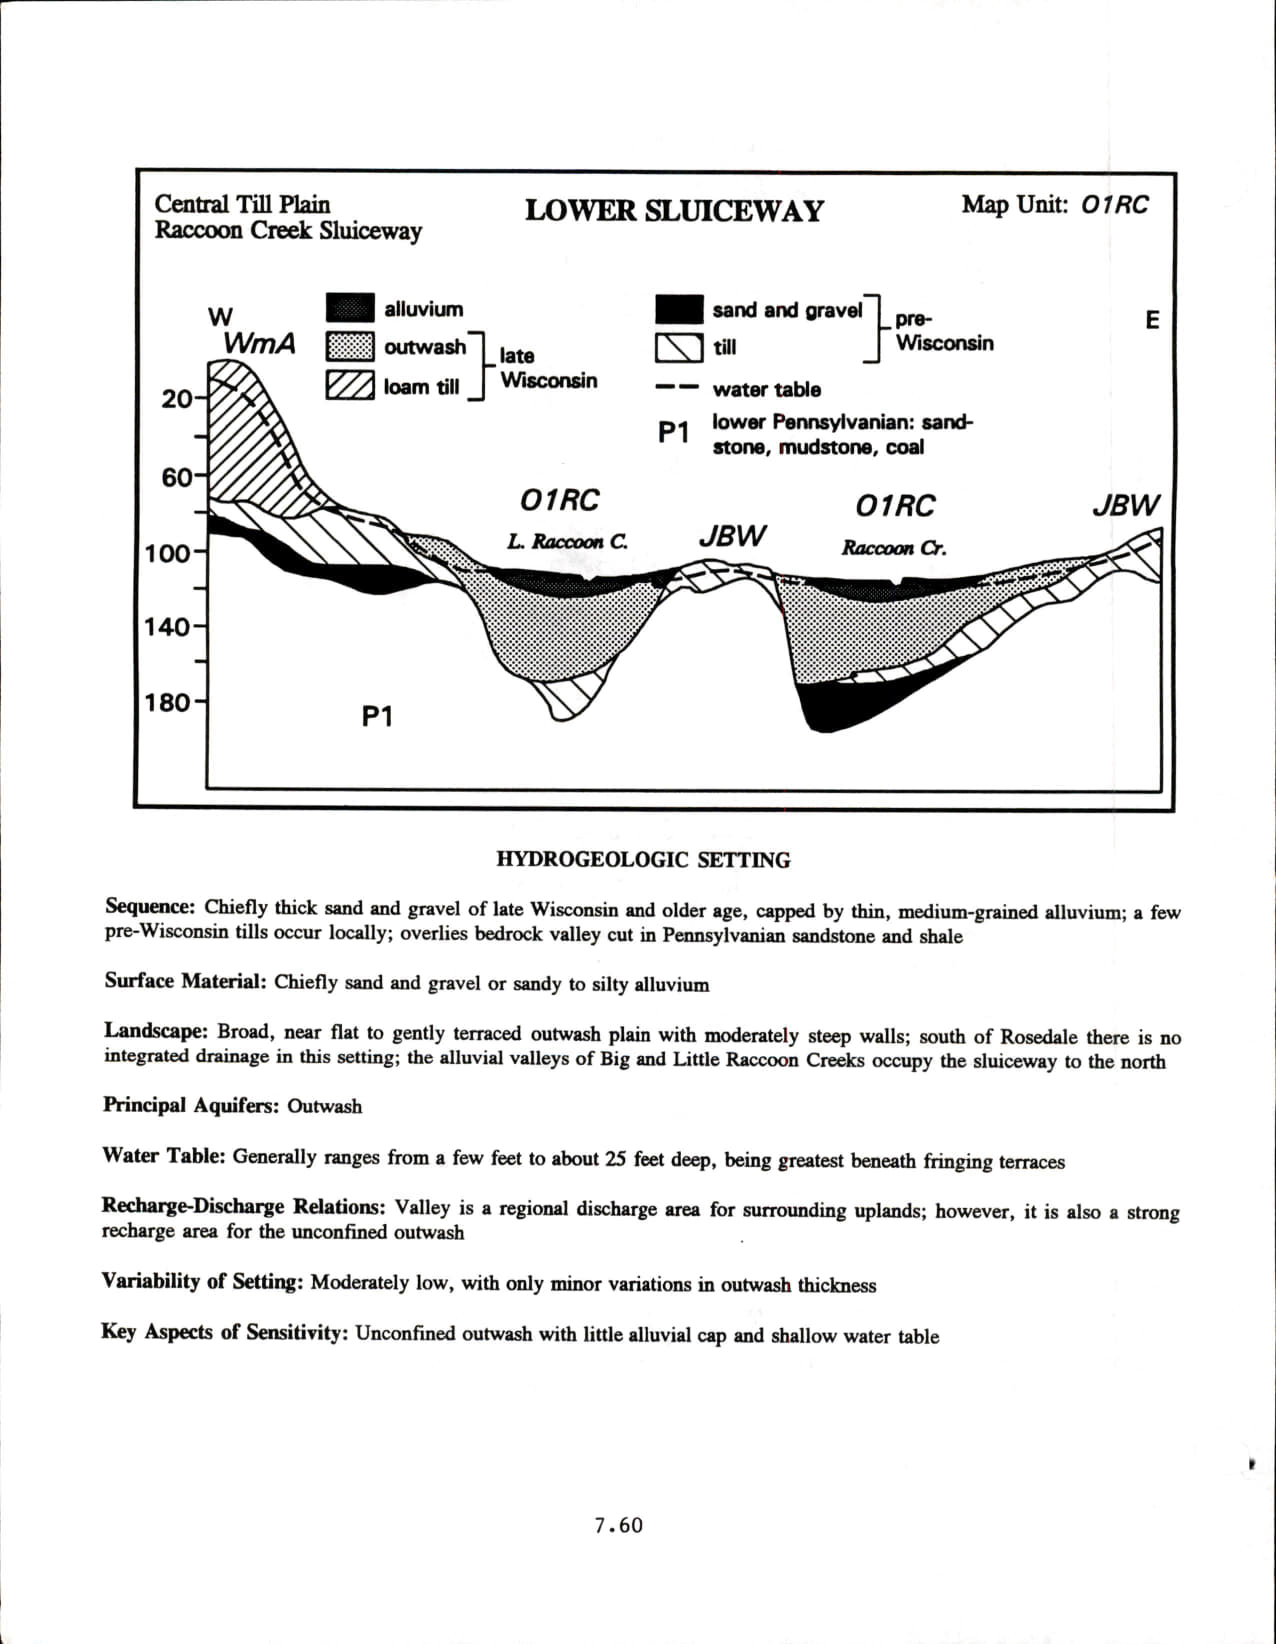 Central Till Plain
Raccoon Creek Sluiceway
LOWER SLUICEWAY
Map Unit: O1RC
W
WmA
alluvium
outwash
loam till
late
Wisconsin
sand and gravel
till
pre-
Wisconsin
water table
P1
lower Pennsylvanian: sand-
stone, mudstone, coal
E
20
60
100
140
180
O1RC
L. Raccoon C.
JBW
O1RC
Raccoon Cr.
JBW
P1
HYDROGEOLOGIC SETTING
Sequence: Chiefly thick sand and gravel of late Wisconsin and older age, capped by thin, medium-grained alluvium; a few
pre-Wisconsin tills occur locally; overlies bedrock valley cut in Pennsylvanian sandstone and shale
Surface Material: Chiefly sand and gravel or sandy to silty alluvium
Landscape: Broad, near flat to gently terraced outwash plain with moderately steep walls; south of Rosedale there is no
integrated drainage in this setting; the alluvial valleys of Big and Little Raccoon Creeks occupy the sluiceway to the north
Principal Aquifers: Outwash
Water Table: Generally ranges from a few feet to about 25 feet deep, being greatest beneath fringing terraces
Recharge-Discharge Relations: Valley is a regional discharge area for surrounding uplands; however, it is also a strong
recharge area for the unconfined outwash
Variability of Setting: Moderately low, with only minor variations in outwash thickness
Key Aspects of Sensitivity: Unconfined outwash with little alluvial cap and shallow water table
7.60